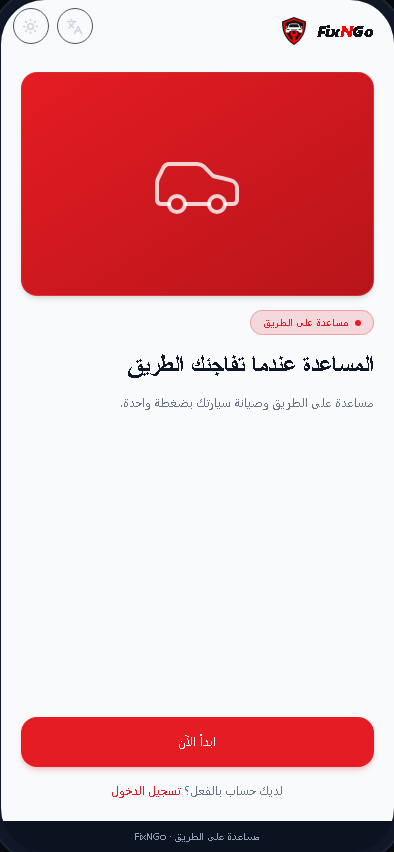 FixNGo
مساعدة على الطريق
المساعدة عندما تفاجئك الطريق
مساعدة على الطريق وصيانة سيارتك بضغطة واحدة.
ابدأ الآن
لديك حساب بالفعل؟ تسجيل الدخول
FixNGo · مساعدة على الطريق